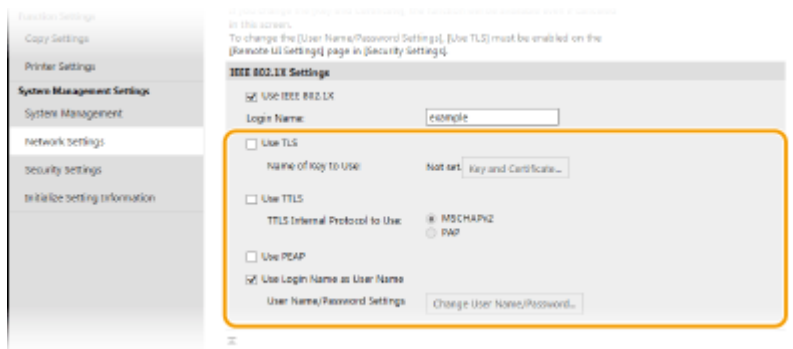 Function Settings
Copy Settings
Printer Settings
System Management Settings
System Management
Network Settings
Security Settings
Initialize Setting Information
in this screen.
To change the [User Name/Password Settings], [Use TLS] must be enabled on the
[Remote UI Settings] page in [Security Settings].
IEEE 802.1X Settings
Use IEEE 802.1X
Login Name:
example
Use TLS
Name of Key to Use:
Not set
Key and Certificate...
Use TTLS
TTLS Internal Protocol to Use:
MSCHAPv2
PAP
Use PEAP
Use Login Name as User Name
User Name/Password Settings
Change User Name/Password...